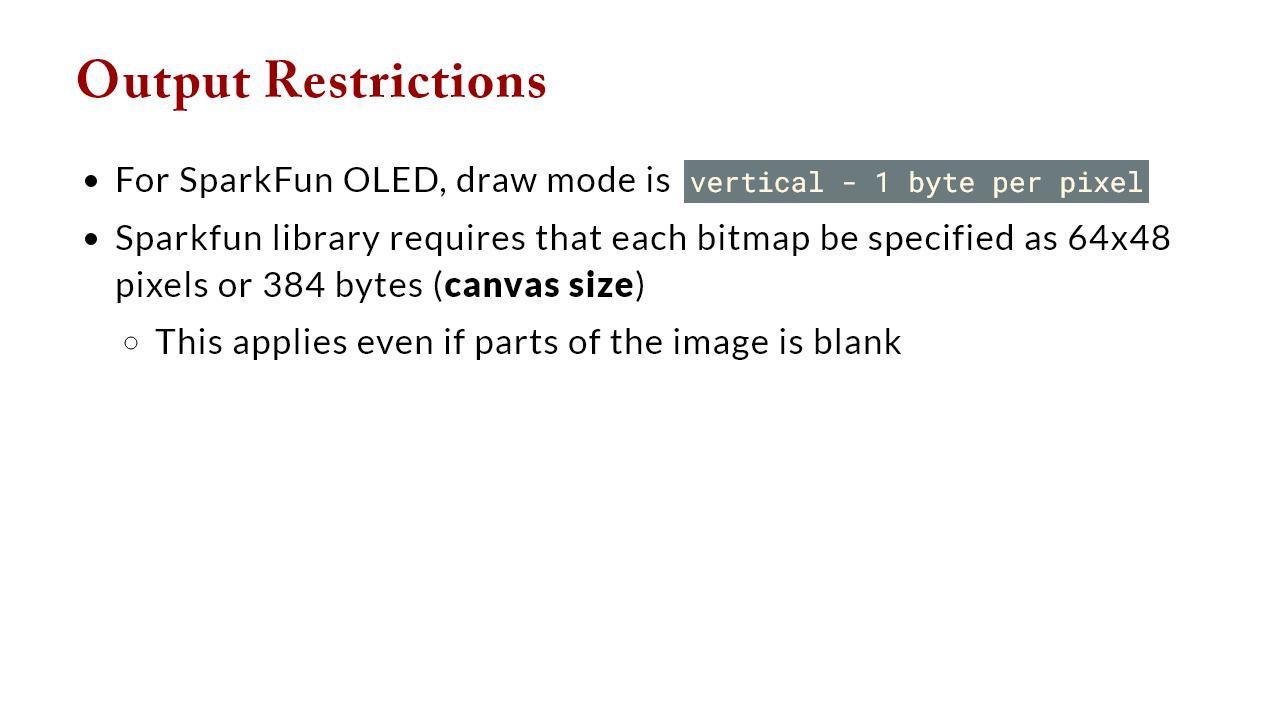 Output Restrictions
• For SparkFun OLED, draw mode is vertical - 1 byte per pixel
• Sparkfun library requires that each bitmap be specified as 64x48
pixels or 384 bytes (canvas size)
○ This applies even if parts of the image is blank